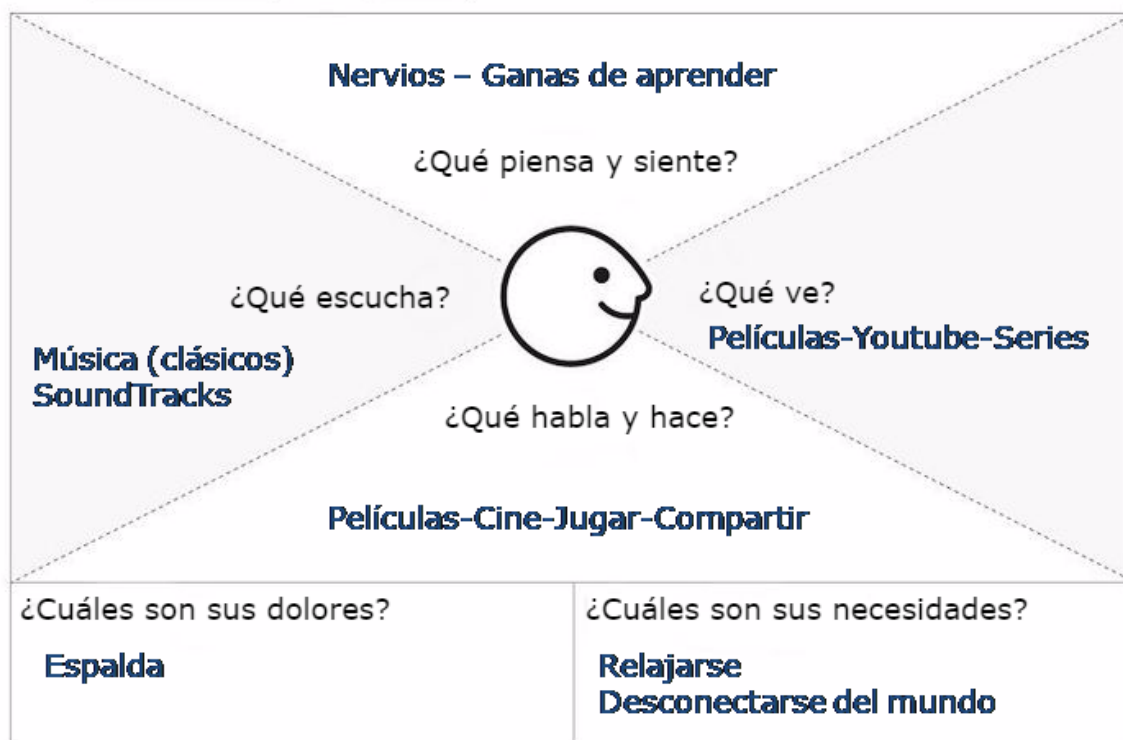 Nervios – Ganas de aprender
¿Qué piensa y siente?
¿Qué escucha?
Música (clásicos)
SoundTracks
¿Qué ve?
Películas-Youtube-Series
¿Qué habla y hace?
Películas-Cine-Jugar-Compartir
¿Cuáles son sus dolores?
Espalda
¿Cuáles son sus necesidades?
Relajarse
Desconectarse del mundo